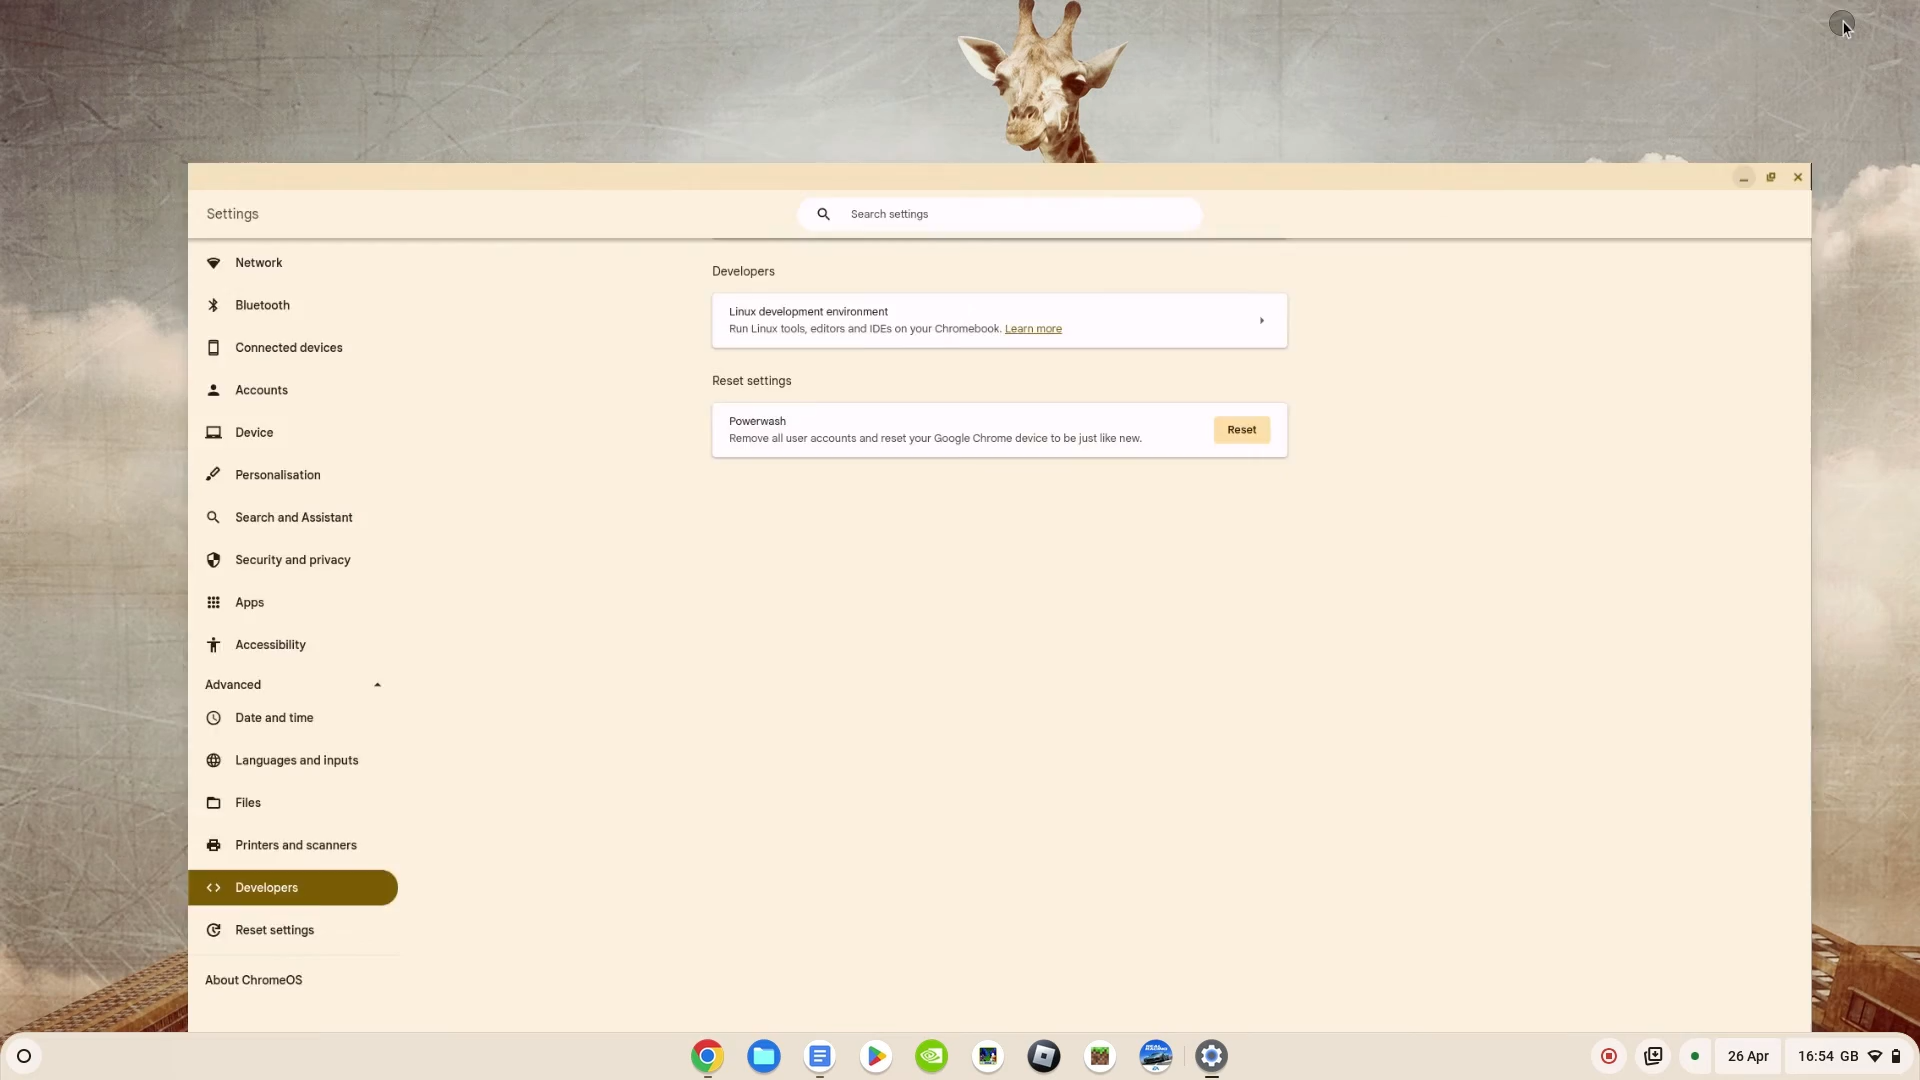 Settings
Search settings
Network
Bluetooth
Connected devices
Accounts
Device
Personalisation
Search and Assistant
Security and privacy
Apps
Accessibility
Advanced
Date and time
Languages and inputs
Files
Printers and scanners
Developers
Reset settings
About ChromeOS
Developers
Linux development environment
Run Linux tools, editors and IDEs on your Chromebook. Learn more
Reset settings
Powerwash
Remove all user accounts and reset your Google Chrome device to be just like new.
Reset
26 Apr
16:54 GB